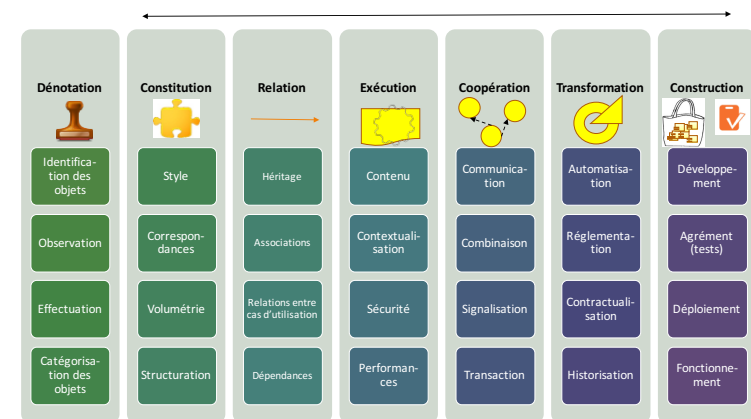 Dénotation
Identifica-
tion des
objets
Observation
Effectuation
Catégorisa-
tion des
objets
Constitution
Style
Correspon-
dances
Volumétrie
Structuration
Relation
Héritage
Associations
Relations entre
cas d'utilisation
Dépendances
Exécution
Contenu
Contextuali-
sation
Sécurité
Performan-
ces
Coopération
Communica-
tion
Combinaison
Signalisation
Transaction
Transformation
Automatisa-
tion
Réglementa-
tion
Contractuali-
sation
Historisation
Construction
Développe-
ment
Agrément
(tests)
Déploiement
Fonctionne-
ment